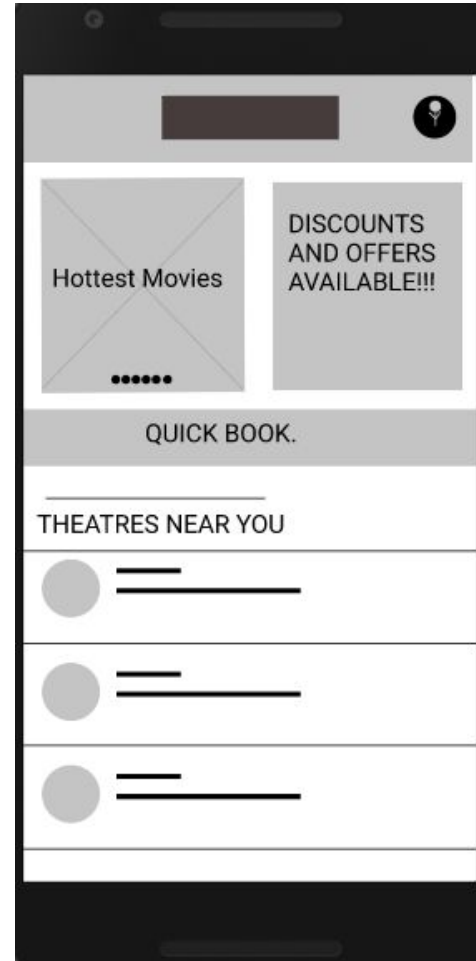 Hottest Movies
DISCOUNTS
AND OFFERS
AVAILABLE!!!
QUICK BOOK.
THEATRES NEAR YOU